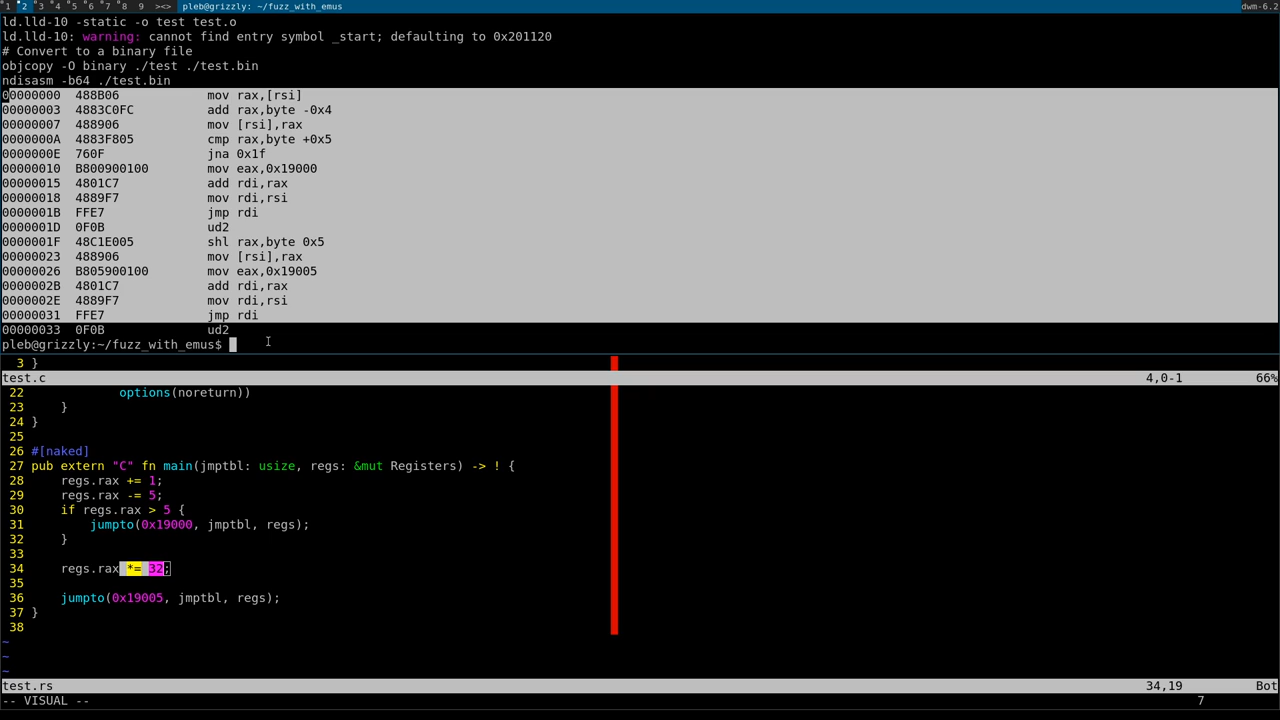 1 2 3 4 5 6 7 8 9 ><> pleb@grizzly: ~/fuzz_with_emus dwm-6.2
ld.lld-10 -static -o test test.o
ld.lld-10: warning: cannot find entry symbol _start; defaulting to 0x201120
# Convert to a binary file
objcopy -O binary ./test ./test.bin
ndisasm -b64 ./test.bin
00000000 488B06 mov rax,[rsi]
00000003 4883C0FC add rax,byte -0x4
00000007 488906 mov [rsi],rax
0000000A 4883F805 cmp rax,byte +0x5
0000000E 760F jna 0x1f
00000010 B800900100 mov eax,0x19000
00000015 4801C7 add rdi,rax
00000018 4889F7 mov rdi,rsi
0000001B FFE7 jmp rdi
0000001D 0F0B ud2
0000001F 48C1E005 shl rax,byte 0x5
00000023 488906 mov [rsi],rax
00000026 B805900100 mov eax,0x19005
0000002B 4801C7 add rdi,rax
0000002E 4889F7 mov rdi,rsi
00000031 FFE7 jmp rdi
00000033 0F0B ud2
pleb@grizzly:~/fuzz_with_emus$
3 }
test.c 4,0-1 66%
22 options(noreturn))
23 }
24 }
25
26 #[naked]
27 pub extern "C" fn main(jmptbl: usize, regs: &mut Registers) -> ! {
28 regs.rax += 1;
29 regs.rax -= 5;
30 if regs.rax > 5 {
31 jumpto(0x19000, jmptbl, regs);
32 }
33
34 regs.rax *= 32;
35
36 jumpto(0x19005, jmptbl, regs);
37 }
38
~
~
~
test.rs 34,19 Bot
-- VISUAL -- 7